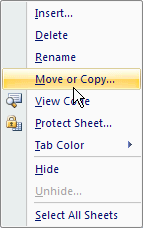 Insert...
Delete
Rename
Move or Copy...
View Code
Protect Sheet...
Tab Color
Hide
Unhide...
Select All Sheets